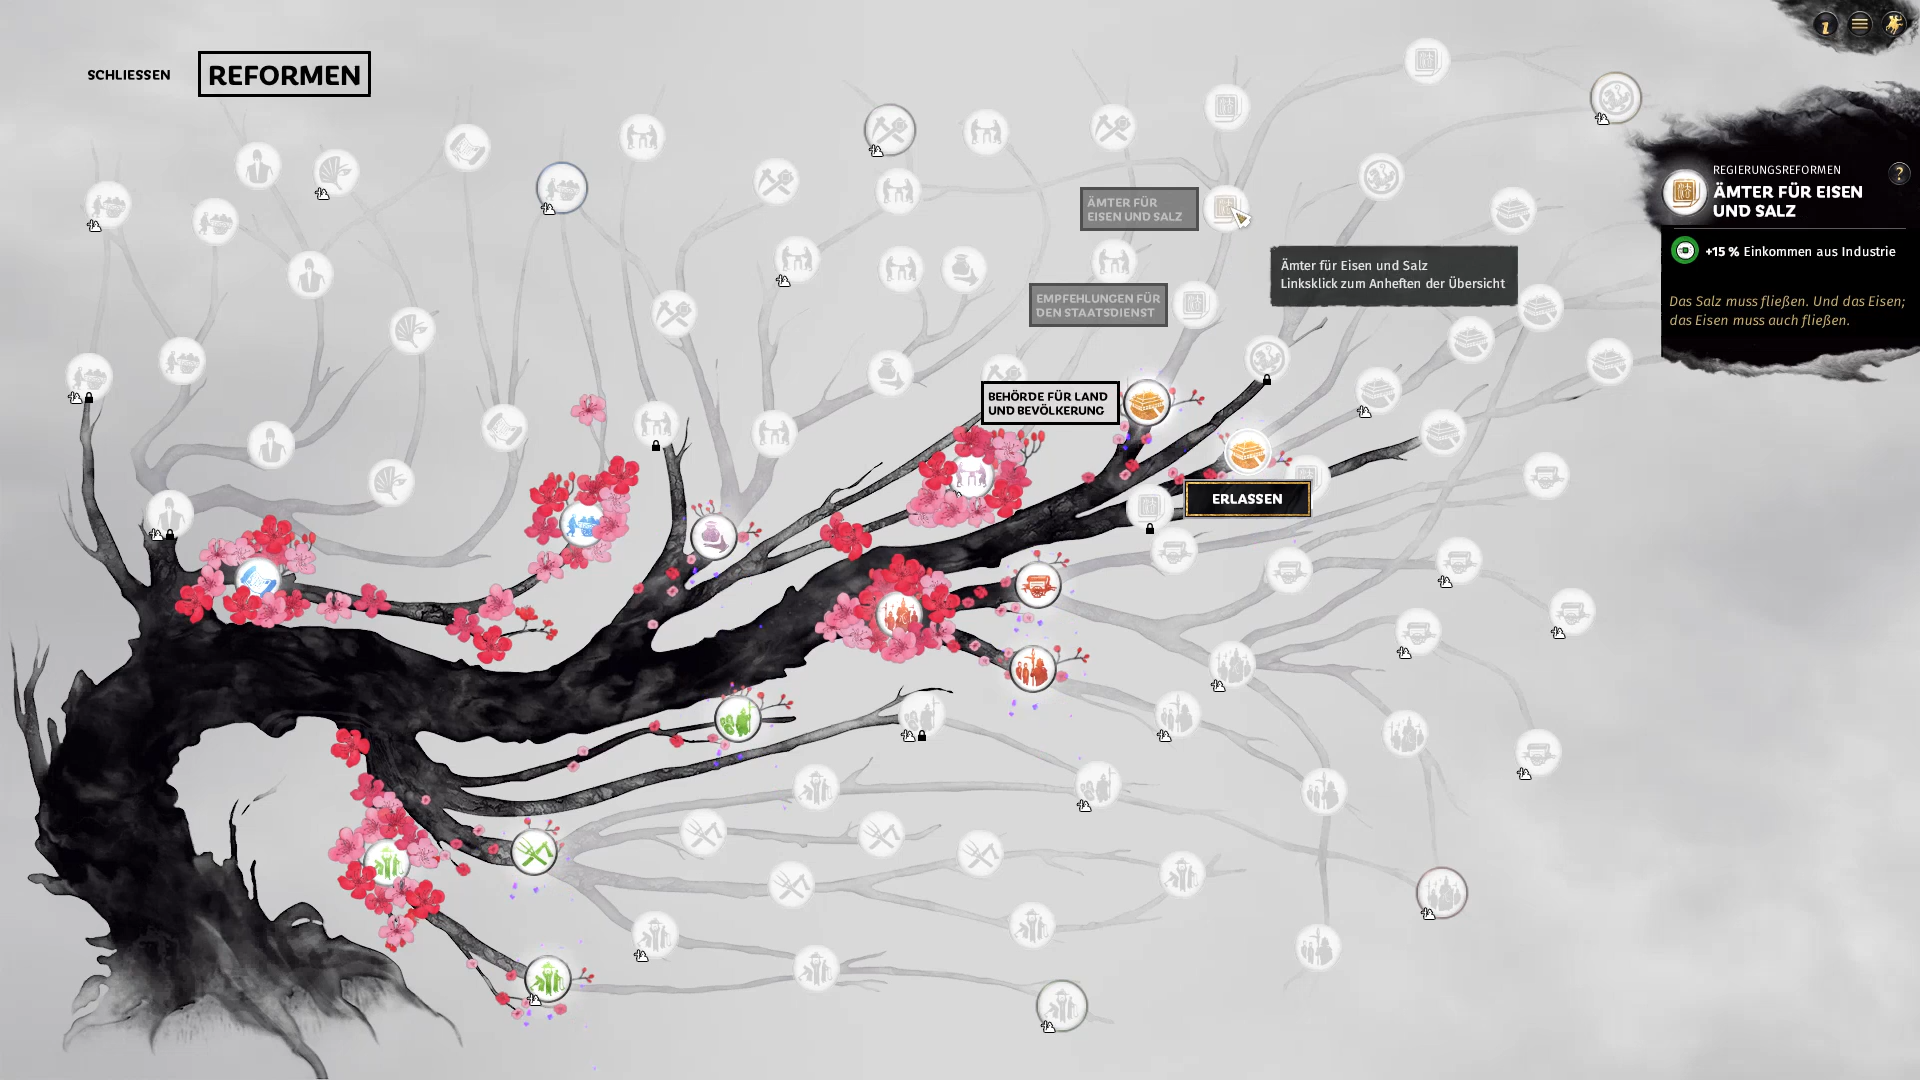 SCHLIESSEN
REFORMEN
ÄMTER FÜR
EISEN UND SALZ
EMPFEHLUNGEN FÜR
DEN STAATSDIENST
BEHÖRDE FÜR LAND
UND BEVÖLKERUNG
ERLASSEN
Ämter für Eisen und Salz
Linksklick zum Anheften der Übersicht
REGIERUNGSREFORMEN
ÄMTER FÜR EISEN
UND SALZ
?
+15 % Einkommen aus Industrie
Das Salz muss fließen. Und das Eisen;
das Eisen muss auch fließen.